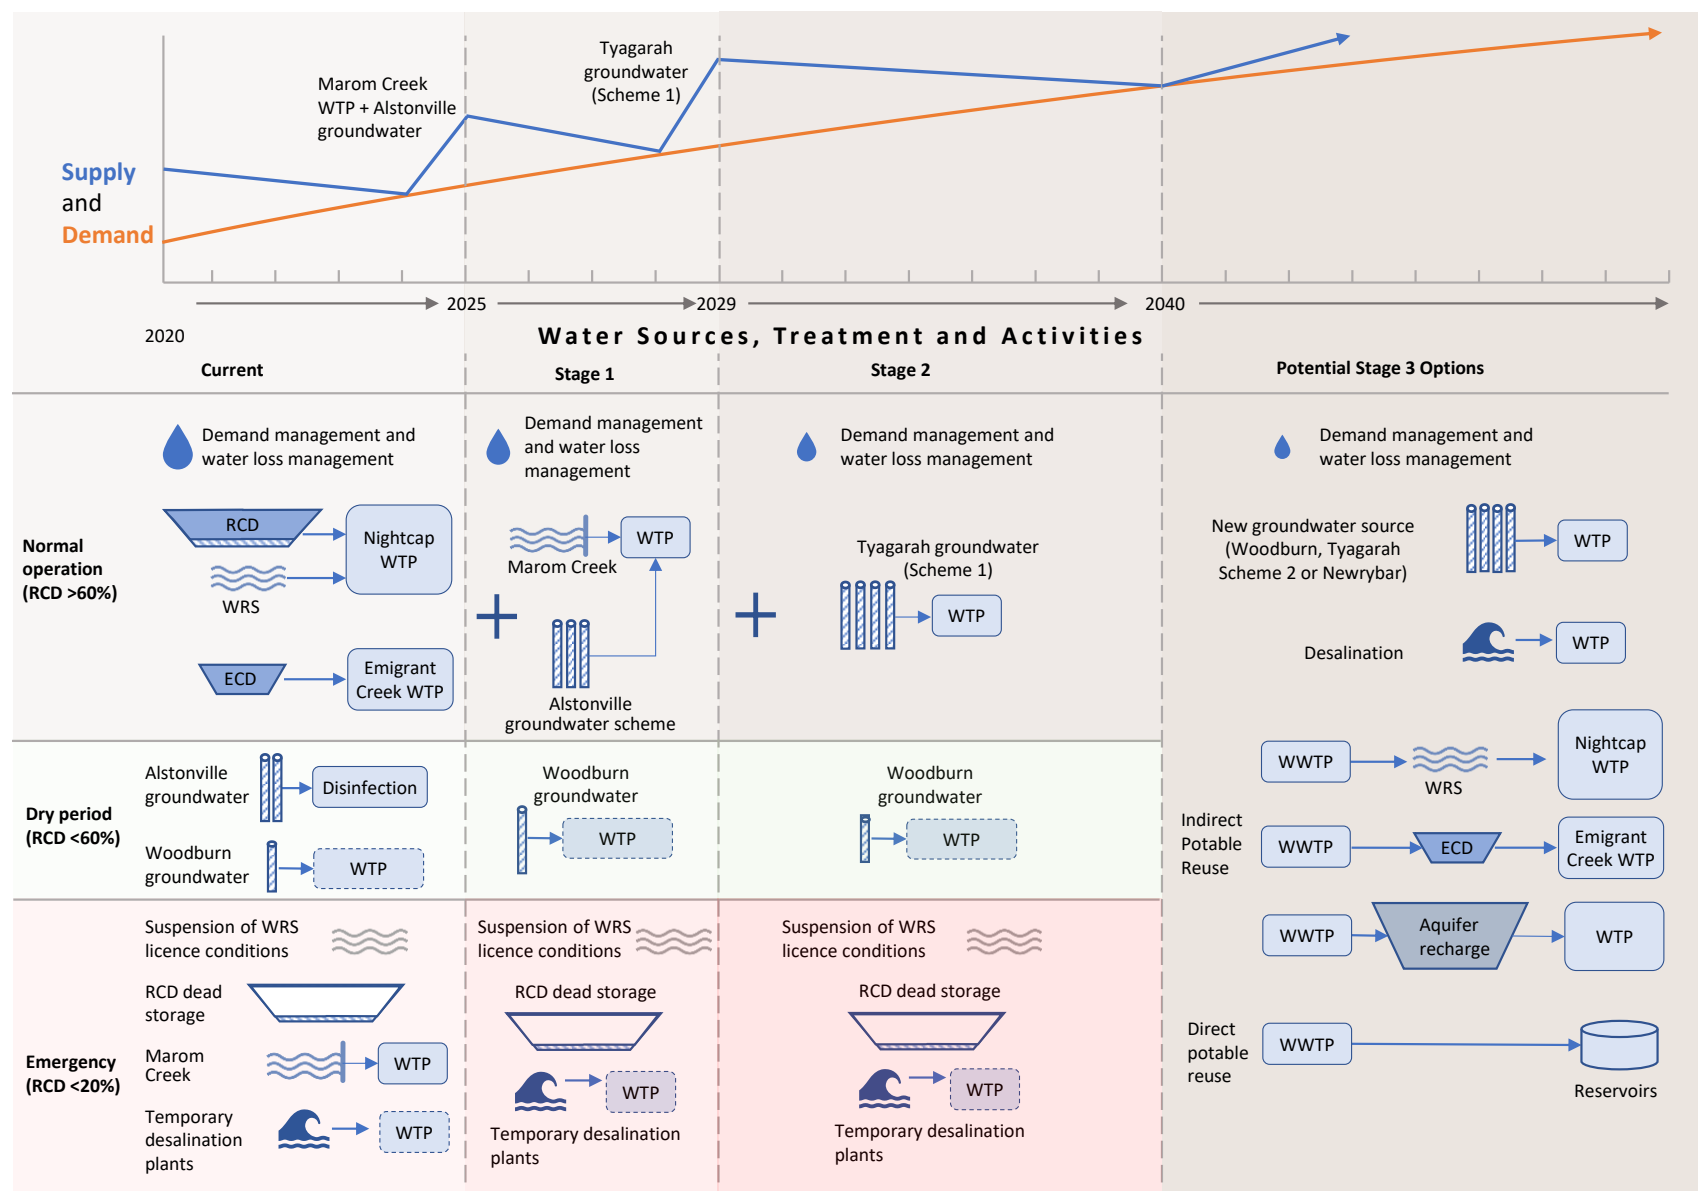 Tyagarah
groundwater
(Scheme 1)
Marom Creek
WTP + Alstonville
groundwater
Supply
and
Demand
2020
2025
2029
2040
Water Sources, Treatment and Activities
Current
Stage 1
Stage 2
Potential Stage 3 Options
Normal
operation
(RCD >60%)
Demand management and
water loss management
RCD
WRS
Nightcap
WTP
ECD
Emigrant
Creek WTP
Demand management
and water loss
management
Marom Creek
WTP
Alstonville
groundwater scheme
Demand management and
water loss management
Tyagarah groundwater
(Scheme 1)
WTP
Dry period
(RCD <60%)
Alstonville
groundwater
Disinfection
Woodburn
groundwater
WTP
Woodburn
groundwater
WTP
Woodburn
groundwater
WTP
Emergency
(RCD <20%)
Suspension of WRS
licence conditions
RCD dead
storage
Marom
Creek
WTP
Temporary
desalination
plants
WTP
Suspension of WRS
licence conditions
RCD dead storage
WTP
Temporary desalination
plants
Suspension of WRS
licence conditions
RCD dead storage
WTP
Temporary desalination
plants
Demand management and
water loss management
New groundwater source
(Woodburn, Tyagarah
Scheme 2 or Newrybar)
WTP
Desalination
WTP
Indirect
Potable
Reuse
WWTP
WRS
Nightcap
WTP
WWTP
ECD
Emigrant
Creek WTP
WWTP
Aquifer
recharge
WTP
Direct
potable
reuse
WWTP
Reservoirs